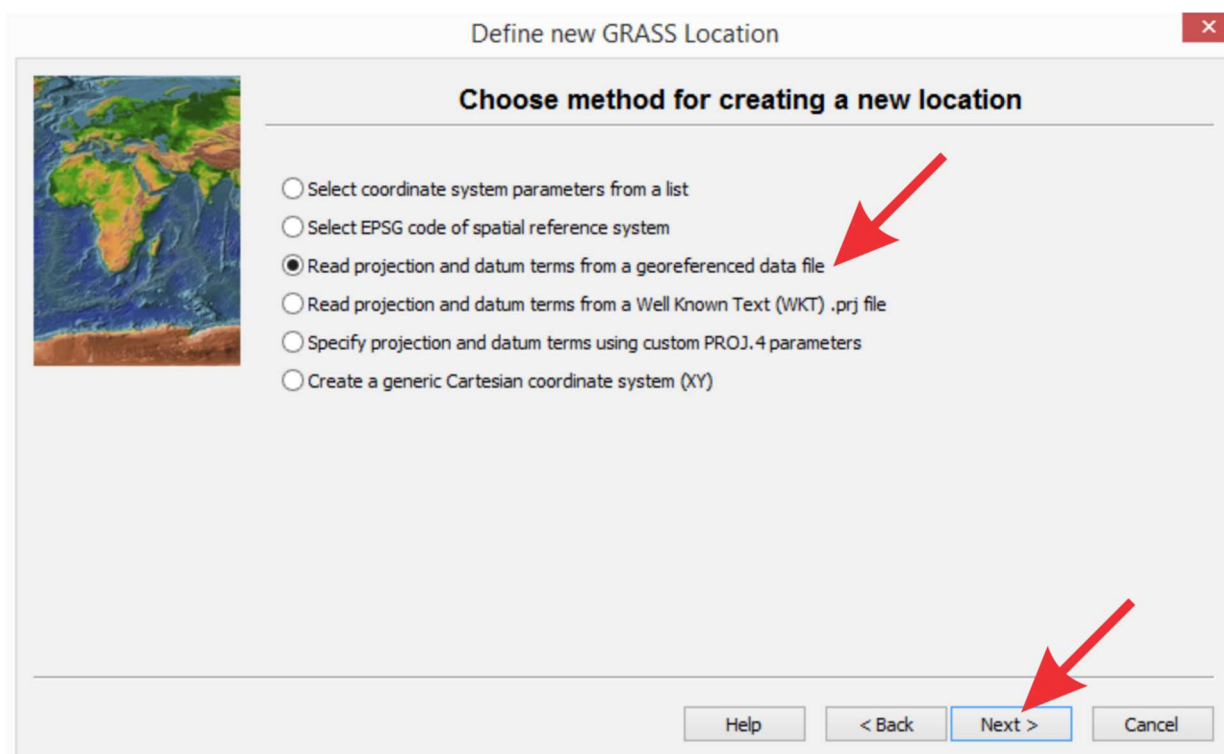 Define new GRASS Location
Choose method for creating a new location
Select coordinate system parameters from a list
Select EPSG code of spatial reference system
Read projection and datum terms from a georeferenced data file
Read projection and datum terms from a Well Known Text (WKT) .prj file
Specify projection and datum terms using custom PROJ.4 parameters
Create a generic Cartesian coordinate system (XY)
Help < Back Next > Cancel